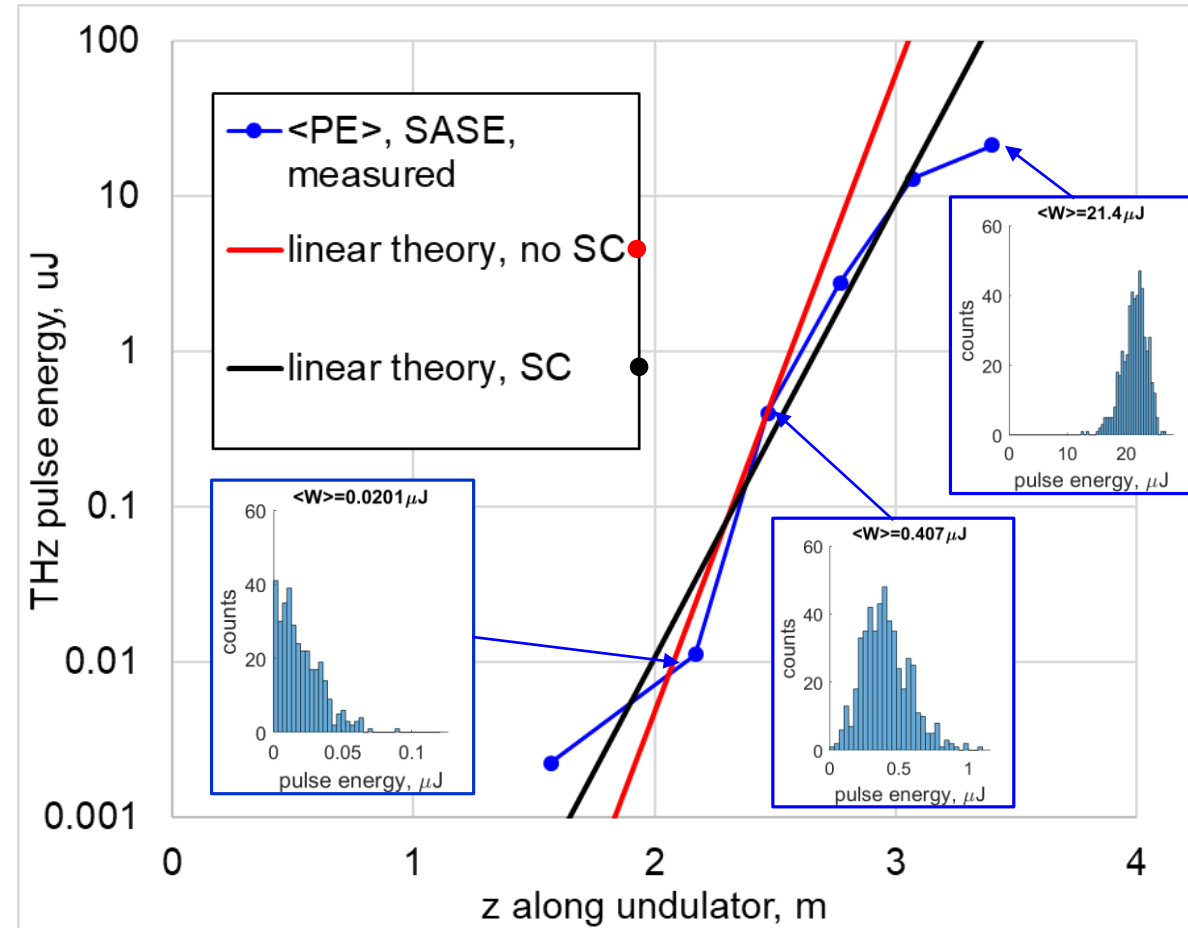 100
10
1
0.1
0.01
0.001
THz pulse energy, uJ
<PE>, SASE,
measured
linear theory, no SC
linear theory, SC
<W>=21.4μJ
60
40
20
0
counts
0 10 20
pulse energy, μJ
<W>=0.0201μJ
60
40
20
0
counts
0 0.05 0.1
pulse energy, μJ
<W>=0.407μJ
60
40
20
0
counts
0 0.5 1
pulse energy, μJ
0 1 2 3 4
z along undulator, m